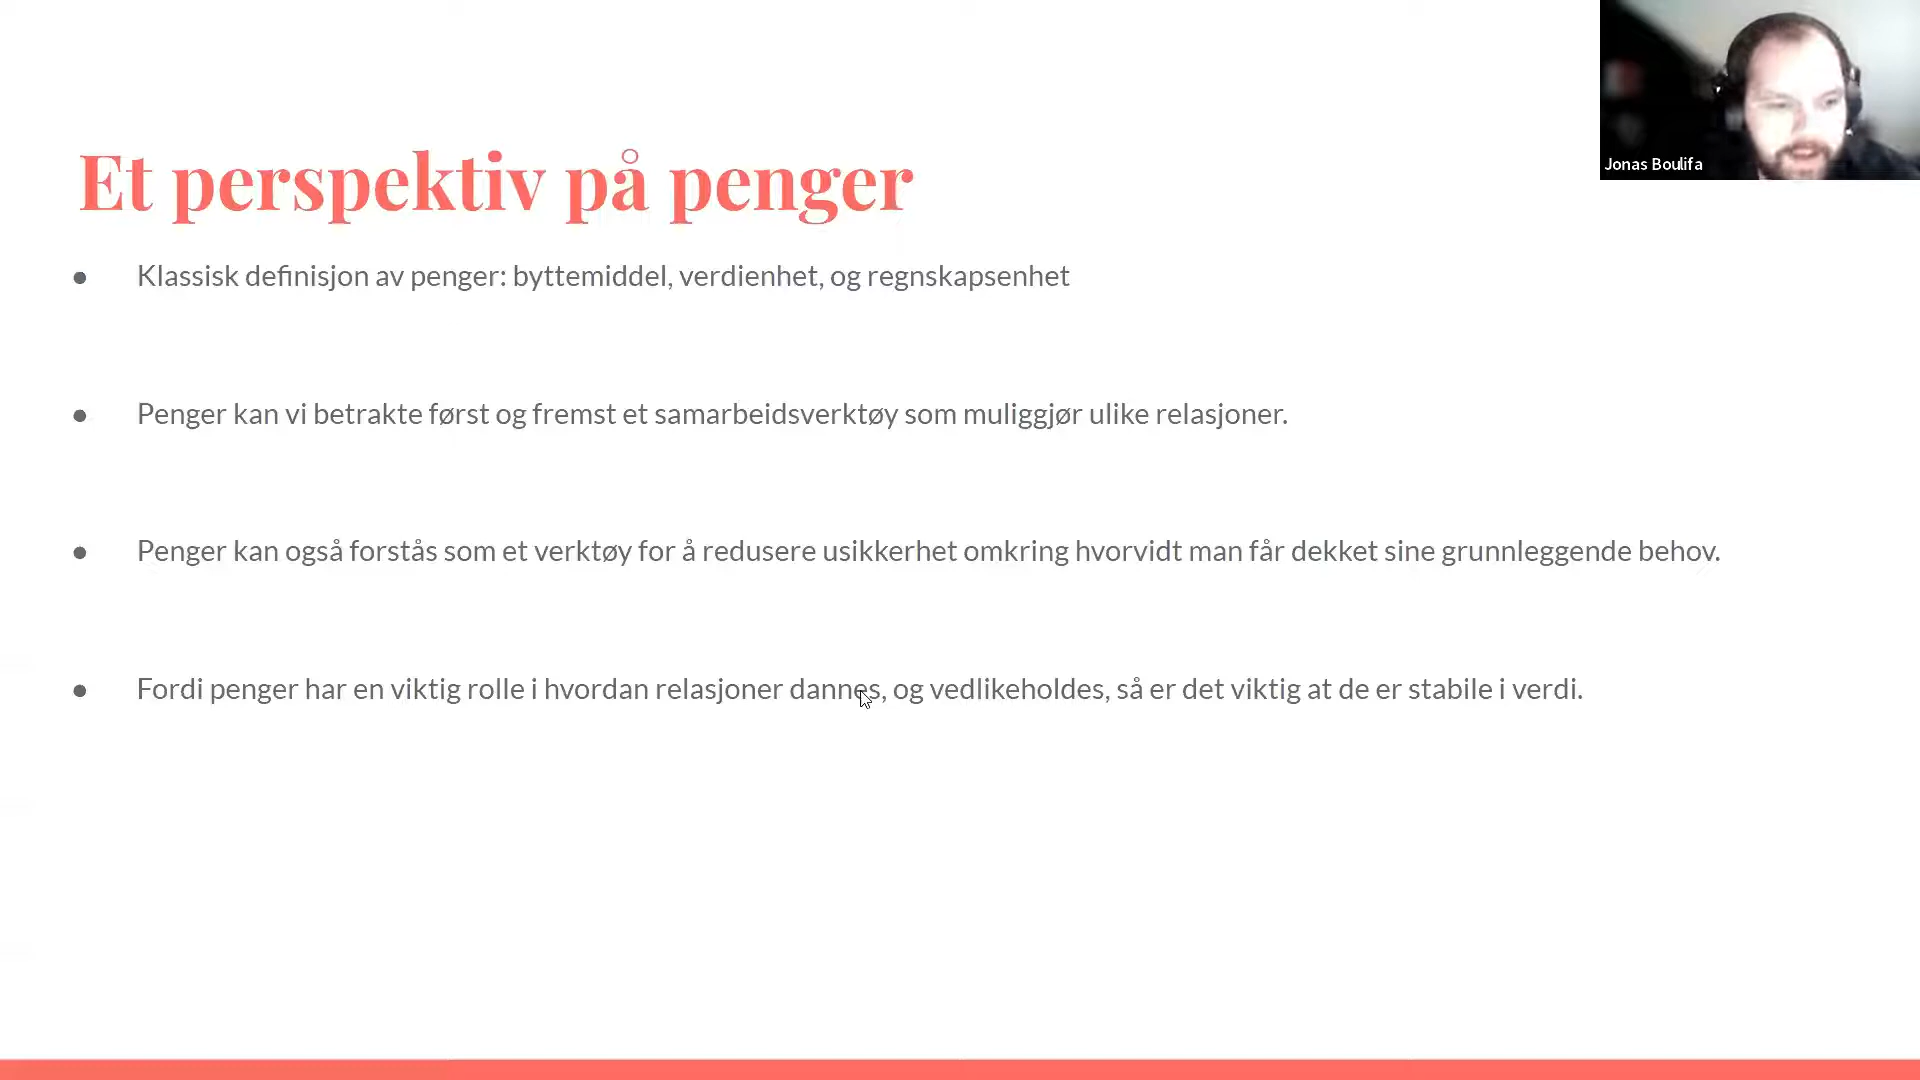 Et perspektiv på penger
● Klassisk definisjon av penger: byttemiddel, verdienhet, og regnskapsenhet
● Penger kan vi betrakte først og fremst et samarbeidsverktøy som muliggjør ulike relasjoner.
● Penger kan også forstås som et verktøy for å redusere usikkerhet omkring hvorvidt man får dekket sine grunnleggende behov.
● Fordi penger har en viktig rolle i hvordan relasjoner dannes, og vedlikeholdes, så er det viktig at de er stabile i verdi.
Jonas Boulifa